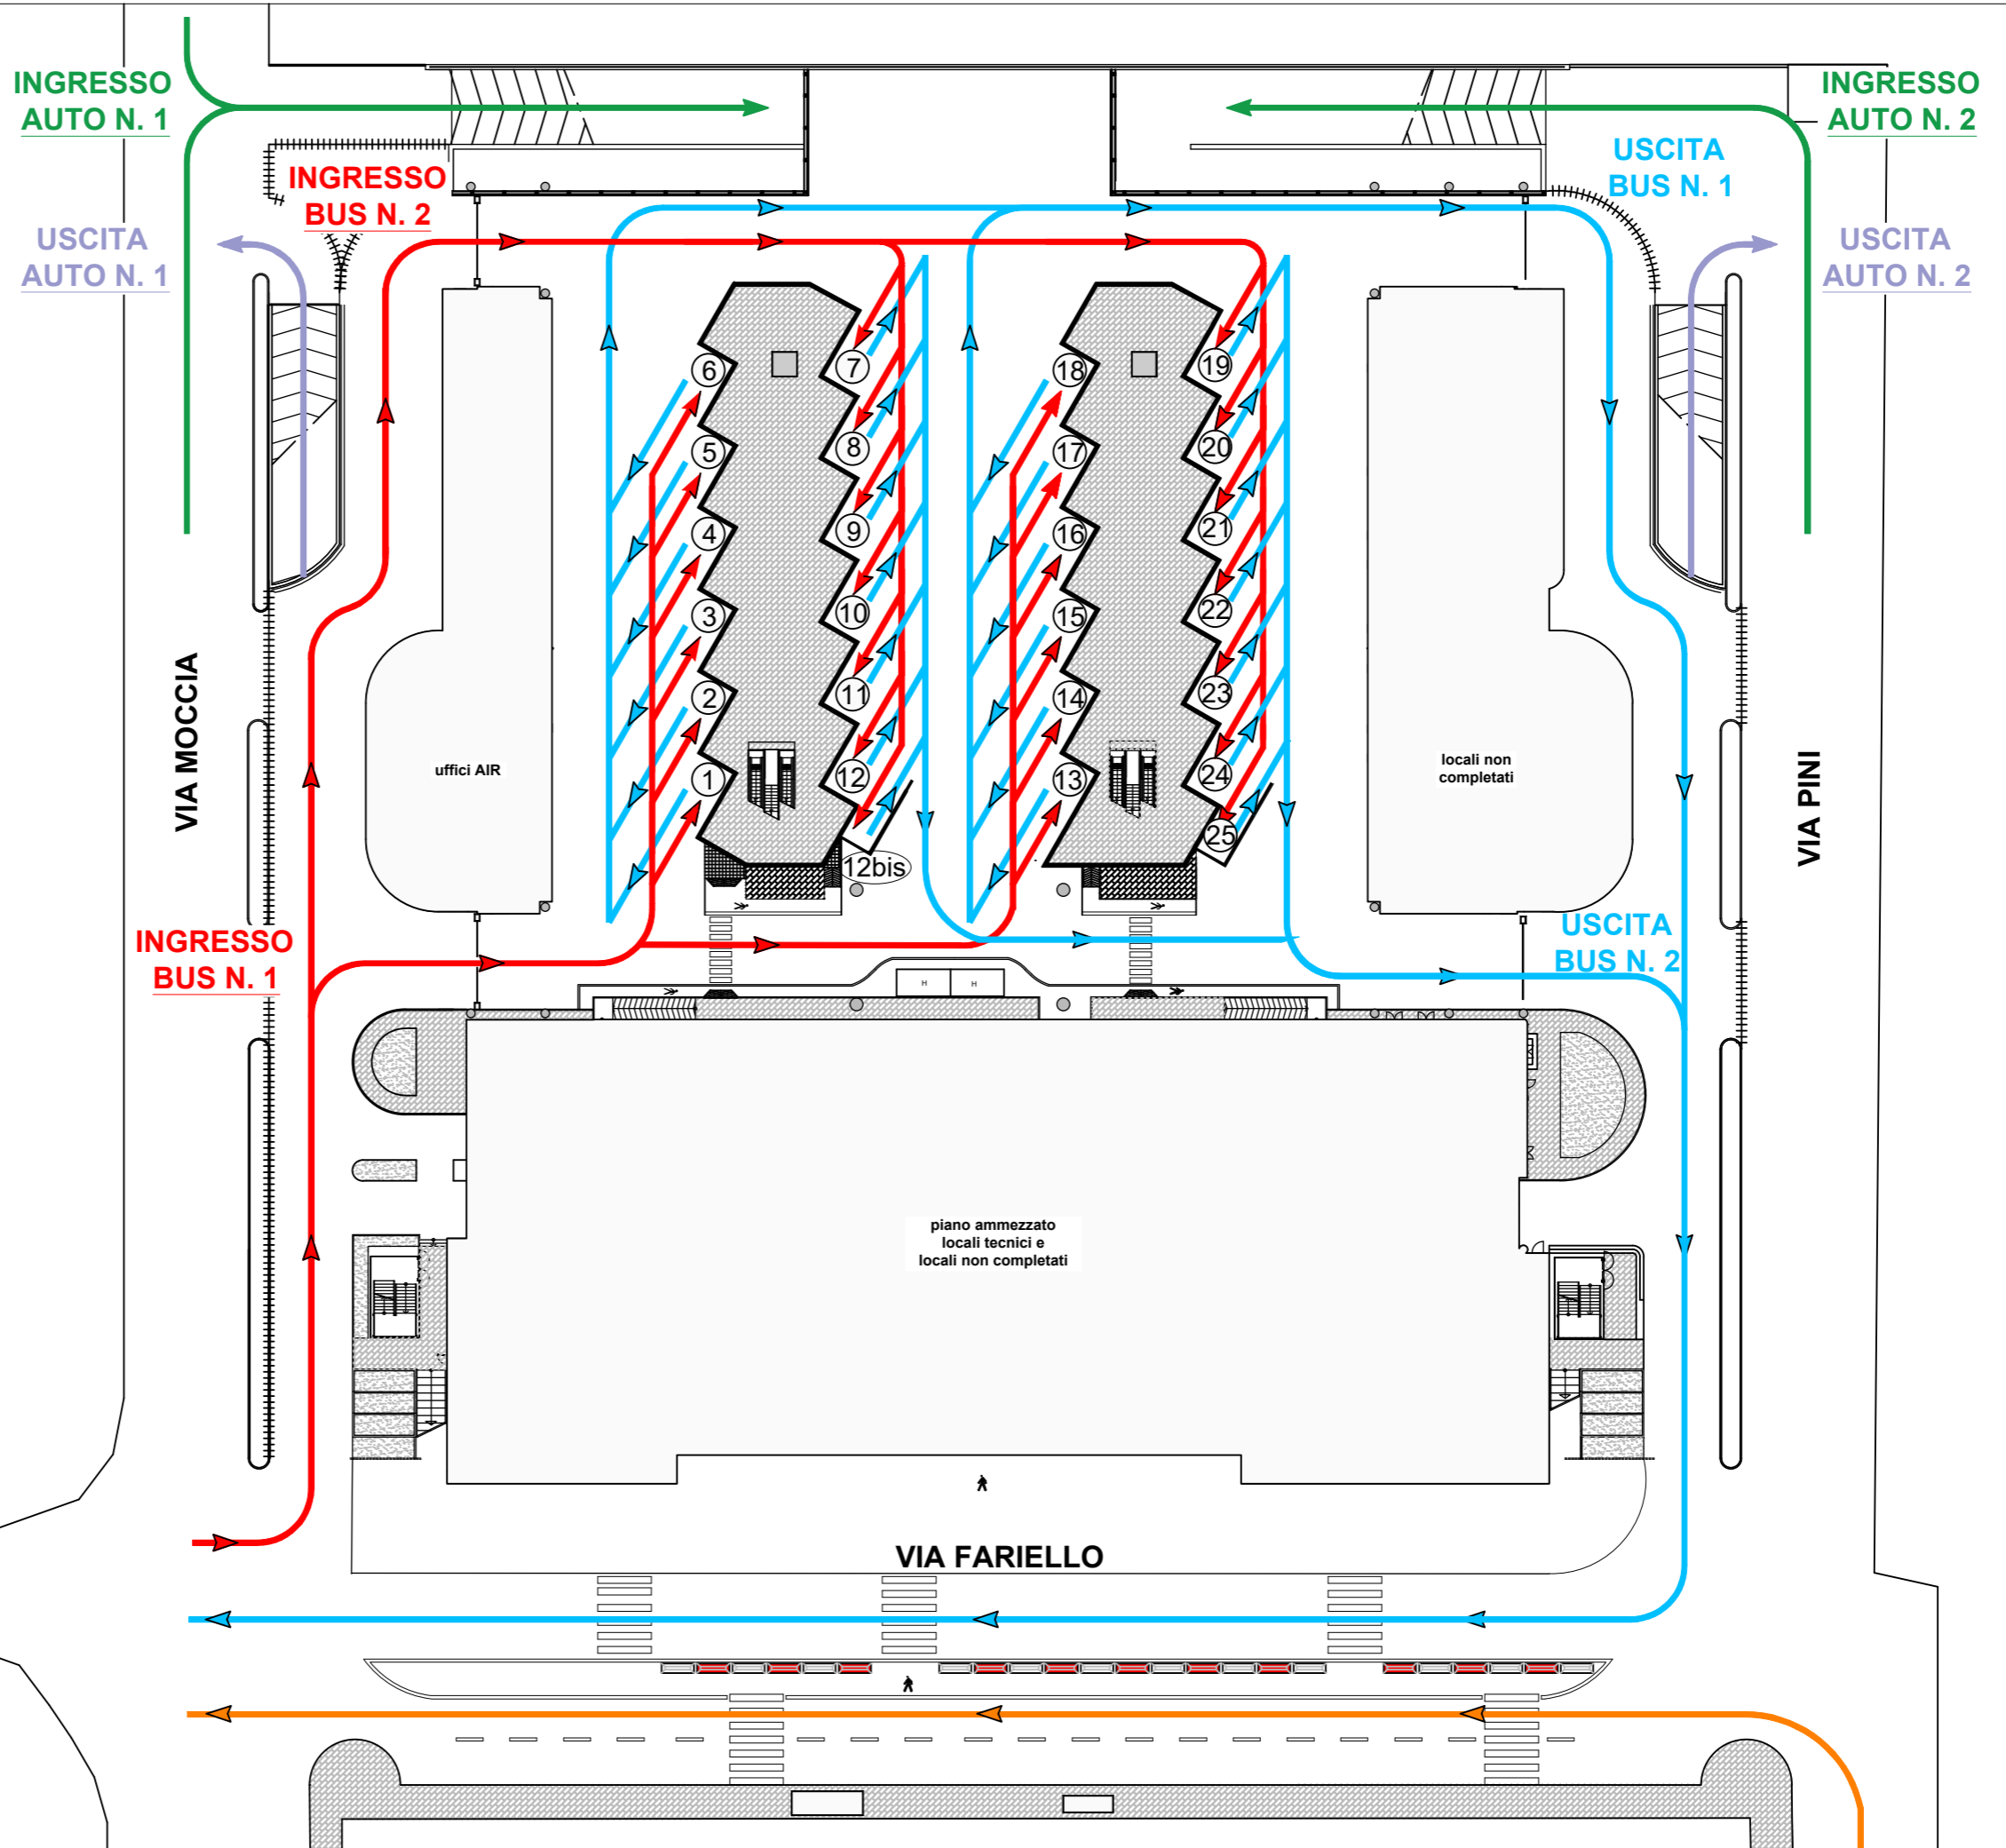 INGRESSO
AUTO N. 1
INGRESSO
AUTO N. 2
USCITA
BUS N. 1
INGRESSO
BUS N. 2
USCITA
AUTO N. 1
USCITA
AUTO N. 2
6
7
18
19
5
8
17
20
4
9
16
21
3
10
15
22
2
11
14
23
1
12
13
24
25
12bis
VIA MOCCIA
uffici AIR
locali non
completati
VIA PINI
INGRESSO
BUS N. 1
USCITA
BUS N. 2
H
H
piano ammezzato
locali tecnici e
locali non completati
VIA FARIELLO